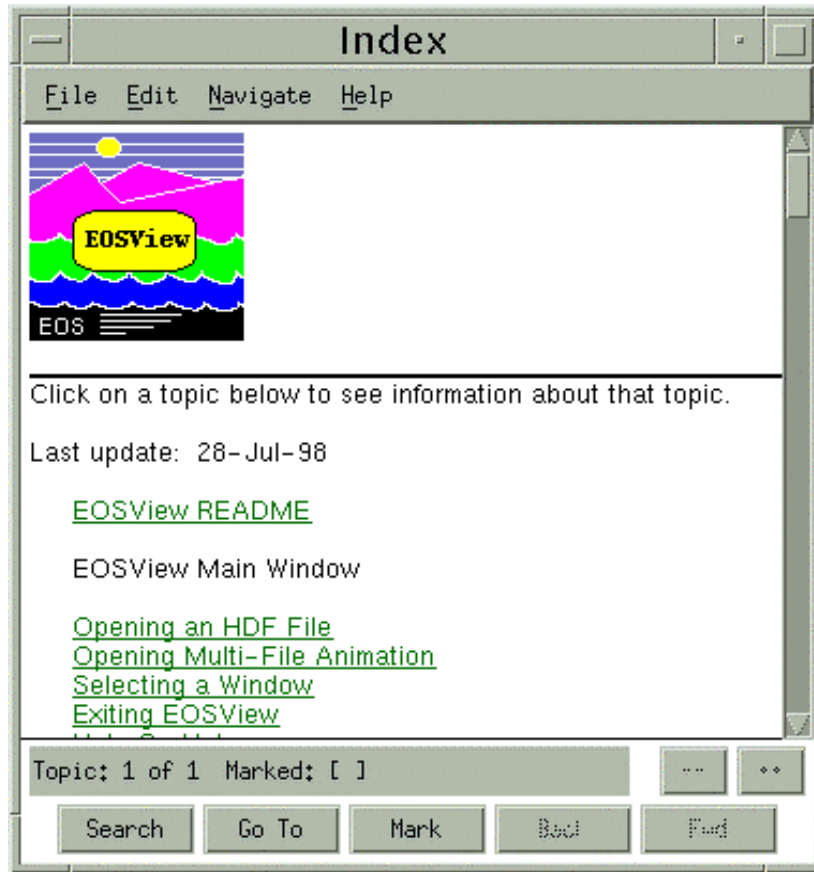 Index
File Edit Navigate Help
EOSView
EOS
Click on a topic below to see information about that topic.
Last update: 28-Jul-98
EOSView README
EOSView Main Window
Opening an HDF File
Opening Multi-File Animation
Selecting a Window
Exiting EOSView
Topic: 1 of 1 Marked: [ ]
Search Go To Mark